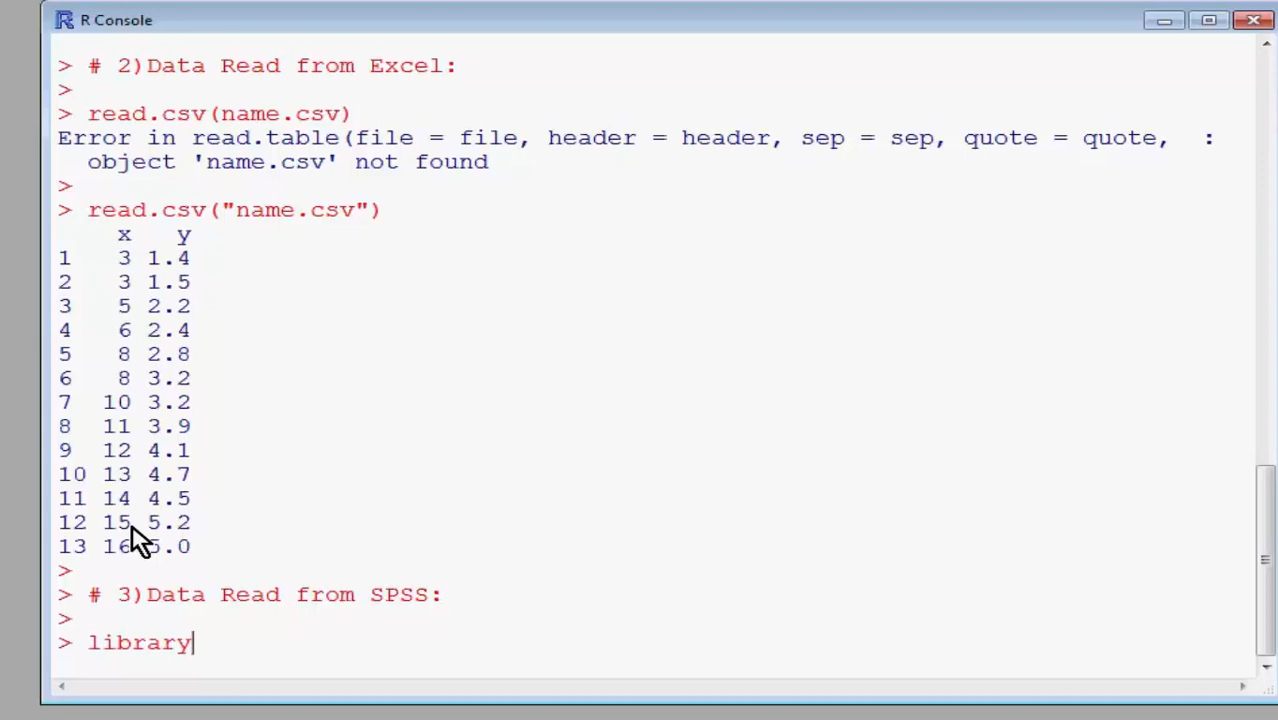 R Console
> # 2)Data Read from Excel:
>
> read.csv(name.csv)
Error in read.table(file = file, header = header, sep = sep, quote = quote,  :
  object 'name.csv' not found
>
> read.csv("name.csv")
    x   y
1   3 1.4
2   3 1.5
3   5 2.2
4   6 2.4
5   8 2.8
6   8 3.2
7  10 3.2
8  11 3.9
9  12 4.1
10 13 4.7
11 14 4.5
12 15 5.2
13 16 5.0
>
> # 3)Data Read from SPSS:
>
> library